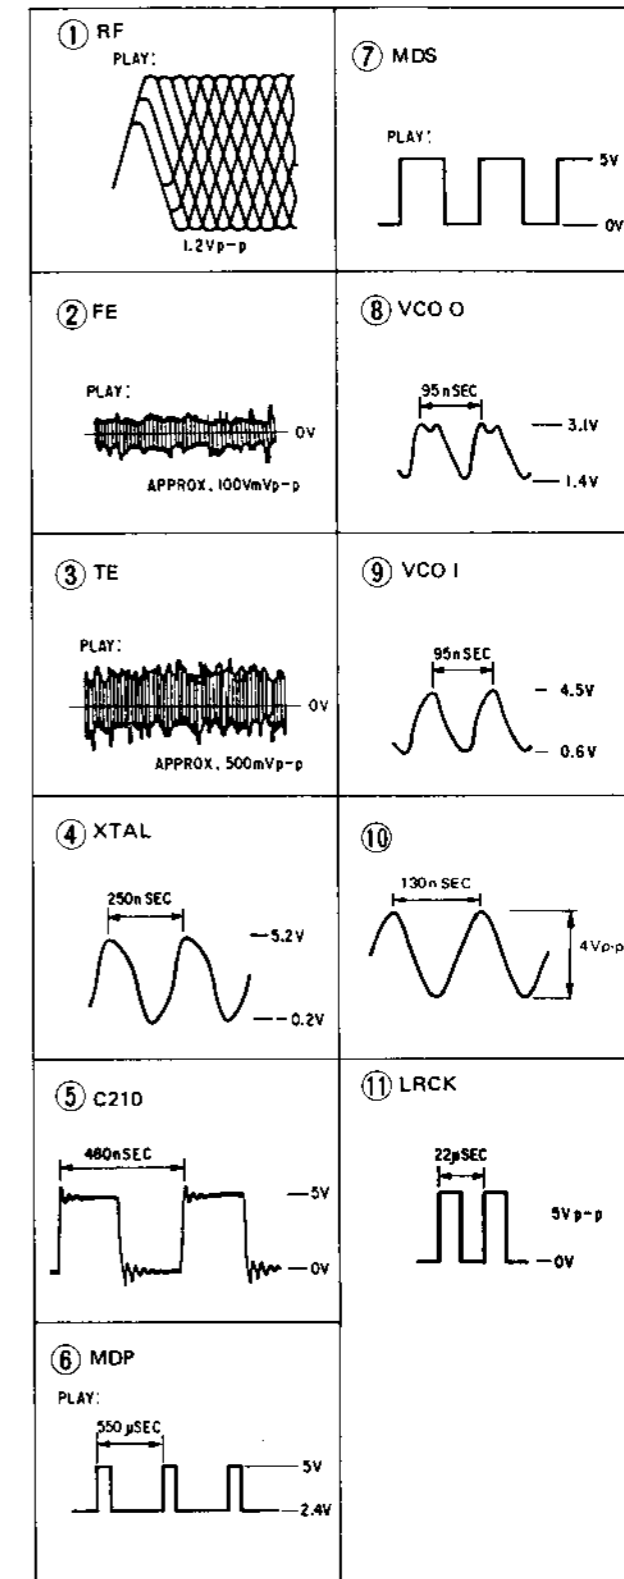 ① RF
PLAY:
1.2Vp-p
② FE
PLAY:
0V
APPROX. 100VmVp-p
③ TE
PLAY:
0V
APPROX. 500mVp-p
④ XTAL
250nSEC
5.2V
0.2V
⑤ C210
480nSEC
5V
0V
⑥ MDP
PLAY:
550µSEC
5V
2.4V
⑦ MDS
PLAY:
5V
0V
⑧ VCO O
95nSEC
3.1V
1.4V
⑨ VCO I
95nSEC
4.5V
0.6V
⑩
130nSEC
4Vp-p
⑪ LRCK
22µSEC
5Vp-p
0V